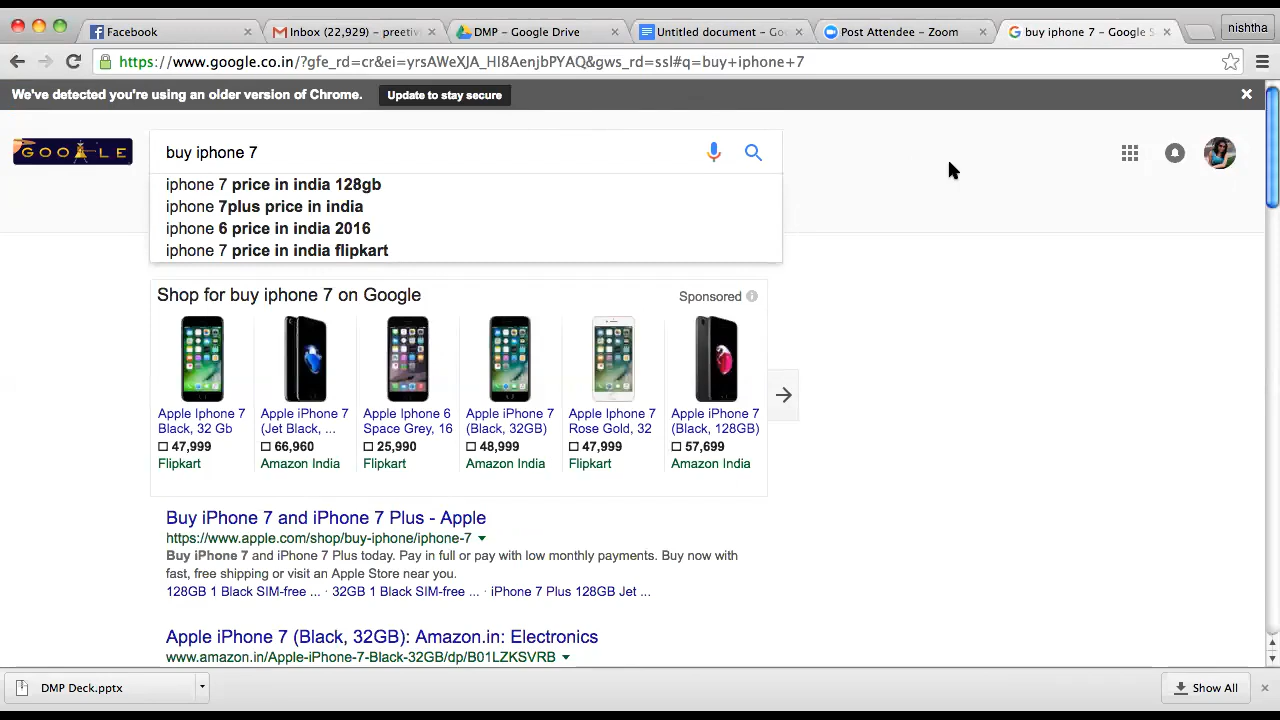 Facebook
Inbox (22,929) - preetiv
DMP - Google Drive
Untitled document - Go
Post Attendee - Zoom
buy iphone 7 - Google S
nishtha
https://www.google.co.in/?gfe_rd=cr&ei=yrsAWeXJA_HI8AenjbPYAQ&gws_rd=ssl#q=buy+iphone+7
We've detected you're using an older version of Chrome.
Update to stay secure
GOOGLE
buy iphone 7
iphone 7 price in india 128gb
iphone 7plus price in india
iphone 6 price in india 2016
iphone 7 price in india flipkart
Shop for buy iphone 7 on Google
Sponsored
Apple Iphone 7
Black, 32 Gb
47,999
Flipkart
Apple iPhone 7
(Jet Black, ...
66,960
Amazon India
Apple Iphone 6
Space Grey, 16
25,990
Flipkart
Apple iPhone 7
(Black, 32GB)
48,999
Amazon India
Apple Iphone 7
Rose Gold, 32
47,999
Flipkart
Apple iPhone 7
(Black, 128GB)
57,699
Amazon India
Buy iPhone 7 and iPhone 7 Plus - Apple
https://www.apple.com/shop/buy-iphone/iphone-7
Buy iPhone 7 and iPhone 7 Plus today. Pay in full or pay with low monthly payments. Buy now with
fast, free shipping or visit an Apple Store near you.
128GB 1 Black SIM-free ... · 32GB 1 Black SIM-free ... · iPhone 7 Plus 128GB Jet ...
Apple iPhone 7 (Black, 32GB): Amazon.in: Electronics
www.amazon.in/Apple-iPhone-7-Black-32GB/dp/B01LZKSVRB
DMP Deck.pptx
Show All